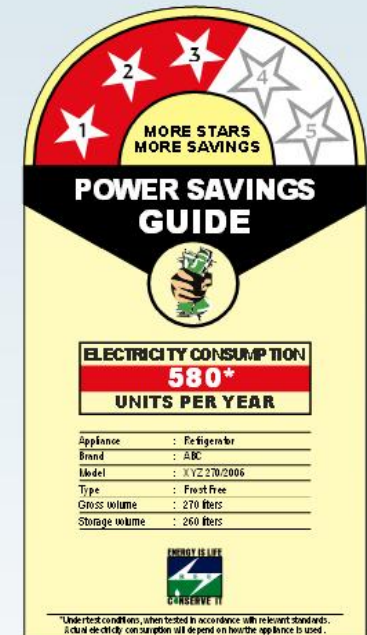 1
2
3
4
5
MORE STARS
MORE SAVINGS
POWER SAVINGS
GUIDE
ELECTRICITY CONSUMPTION
580*
UNITS PER YEAR
Appliance : Refrigerator
Brand : ABC
Model : XYZ 270/2006
Type : Frost Free
Gross volume : 270 liters
Storage volume : 260 liters
ENERGY IS LIFE
CONSERVE IT
*Under test conditions, when tested in accordance with relevant standards.
Actual electricity consumption will depend on how the appliance is used.